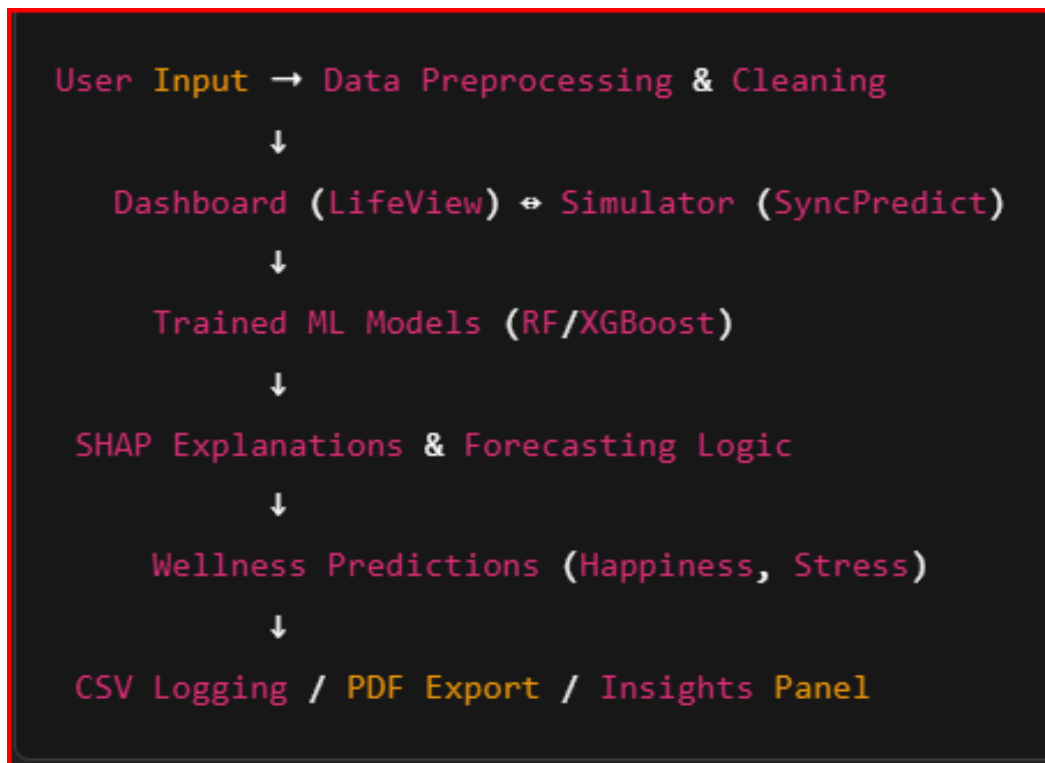 User Input → Data Preprocessing & Cleaning
↓
Dashboard (LifeView) ↔ Simulator (SyncPredict)
↓
Trained ML Models (RF/XGBoost)
↓
SHAP Explanations & Forecasting Logic
↓
Wellness Predictions (Happiness, Stress)
↓
CSV Logging / PDF Export / Insights Panel